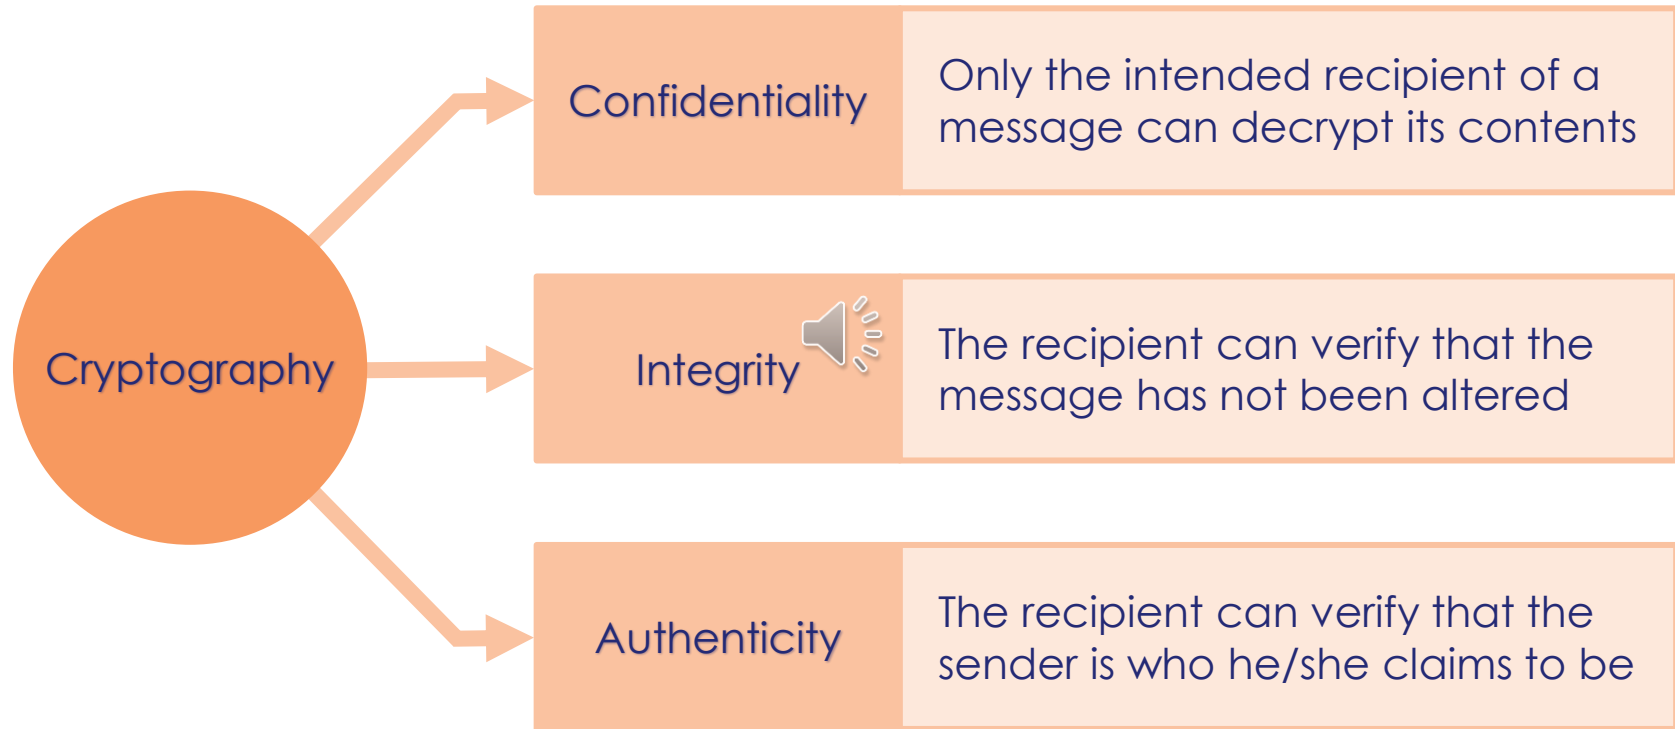 Cryptography
Confidentiality
Only the intended recipient of a
message can decrypt its contents
Integrity
The recipient can verify that the
message has not been altered
Authenticity
The recipient can verify that the
sender is who he/she claims to be